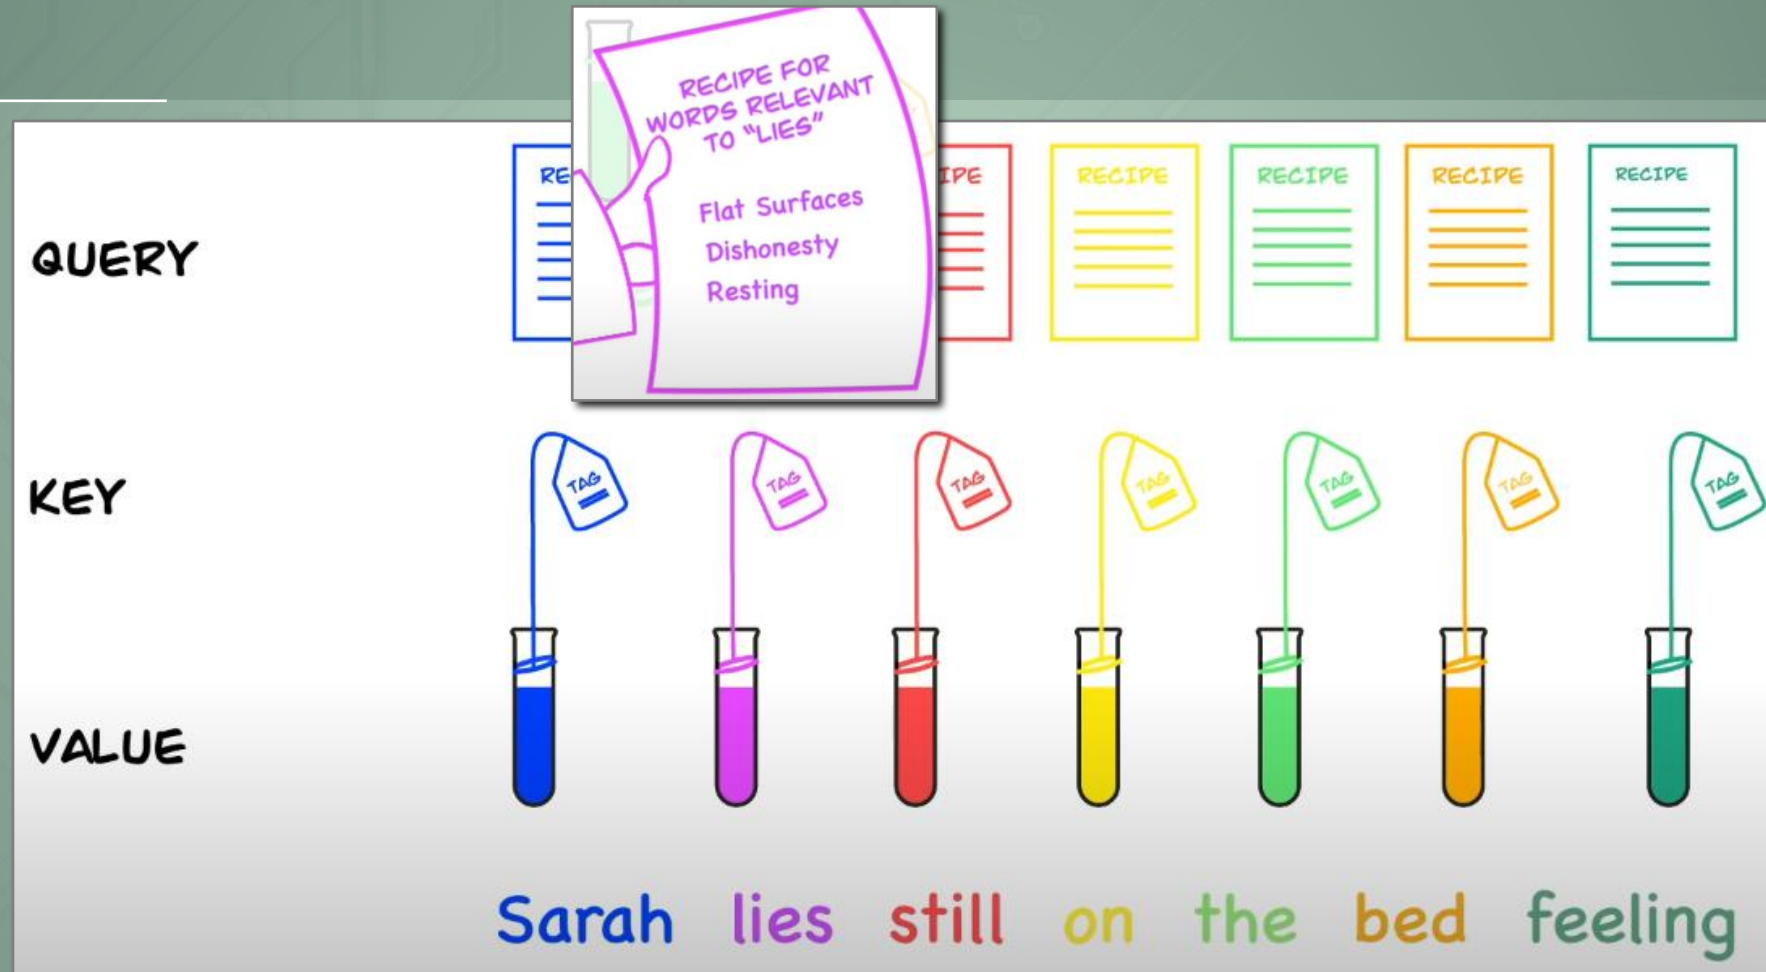 RECIPE FOR
WORDS RELEVANT
TO "LIES"
Flat Surfaces
Dishonesty
Resting
QUERY
RE
IPE
RECIPE
RECIPE
RECIPE
RECIPE
KEY
TAG
TAG
TAG
TAG
TAG
TAG
TAG
VALUE
Sarah lies still on the bed feeling